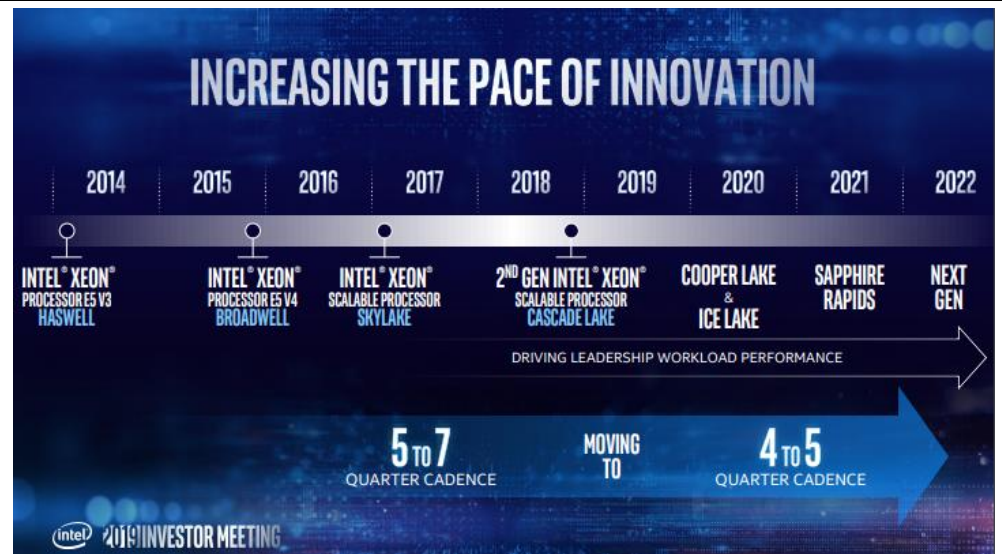 INCREASING THE PACE OF INNOVATION
2014 2015 2016 2017 2018 2019 2020 2021 2022
INTEL® XEON®
PROCESSOR E5 V3
HASWELL
INTEL® XEON®
PROCESSOR E5 V4
BROADWELL
INTEL® XEON®
SCALABLE PROCESSOR
SKYLAKE
2ND GEN INTEL® XEON®
SCALABLE PROCESSOR
CASCADE LAKE
COOPER LAKE
&
ICE LAKE
SAPPHIRE
RAPIDS
NEXT
GEN
DRIVING LEADERSHIP WORKLOAD PERFORMANCE
5 TO 7
QUARTER CADENCE
MOVING
TO
4 TO 5
QUARTER CADENCE
intel 2019 INVESTOR MEETING